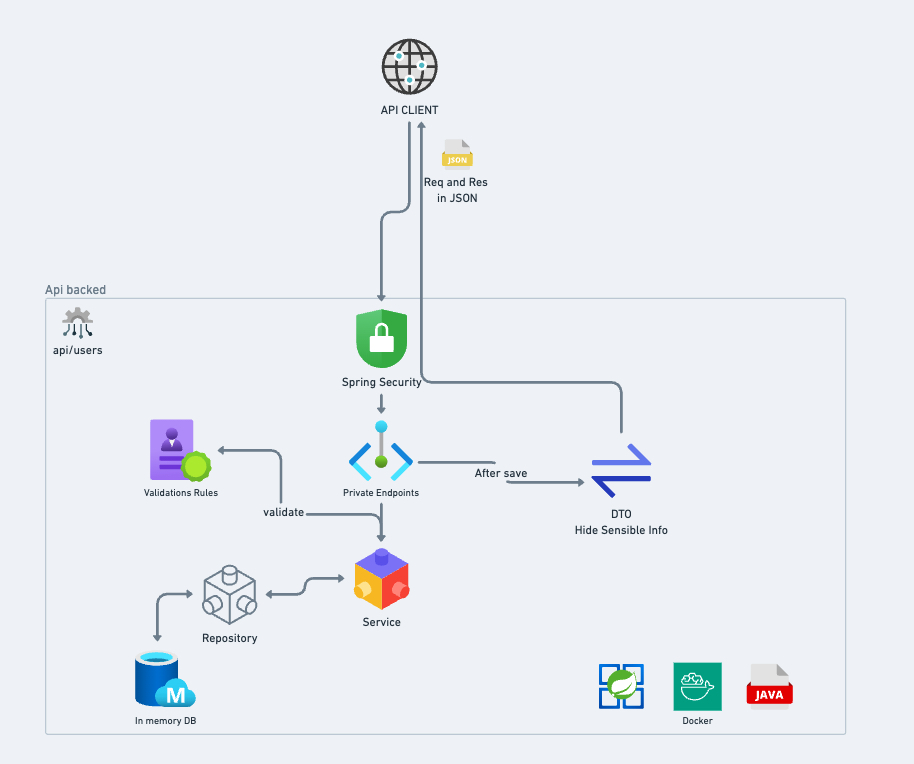 API CLIENT
JSON
Req and Res
in JSON
Api backed
api/users
Spring Security
Validations Rules
Private Endpoints
After save
validate
DTO
Hide Sensible Info
Repository
Service
M
In memory DB
Docker
JAVA